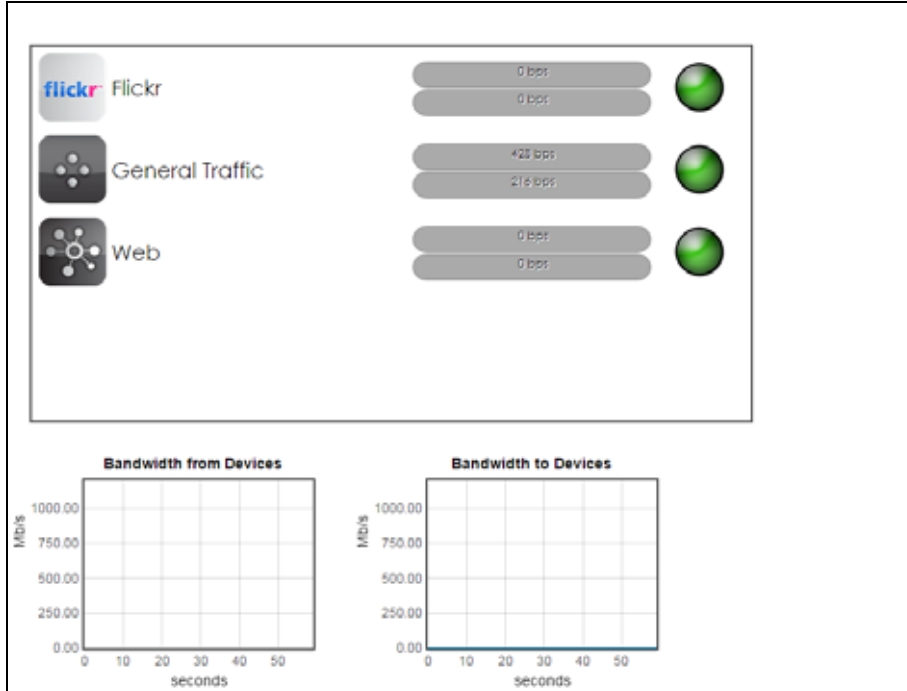 flickr Flickr
0 bps
0 bps
General Traffic
428 bps
216 bps
Web
0 bps
0 bps
Bandwidth from Devices
Mb/s
1000.00
750.00
500.00
250.00
0.00
0 10 20 30 40 50
seconds
Bandwidth to Devices
Mb/s
1000.00
750.00
500.00
250.00
0.00
0 10 20 30 40 50
seconds